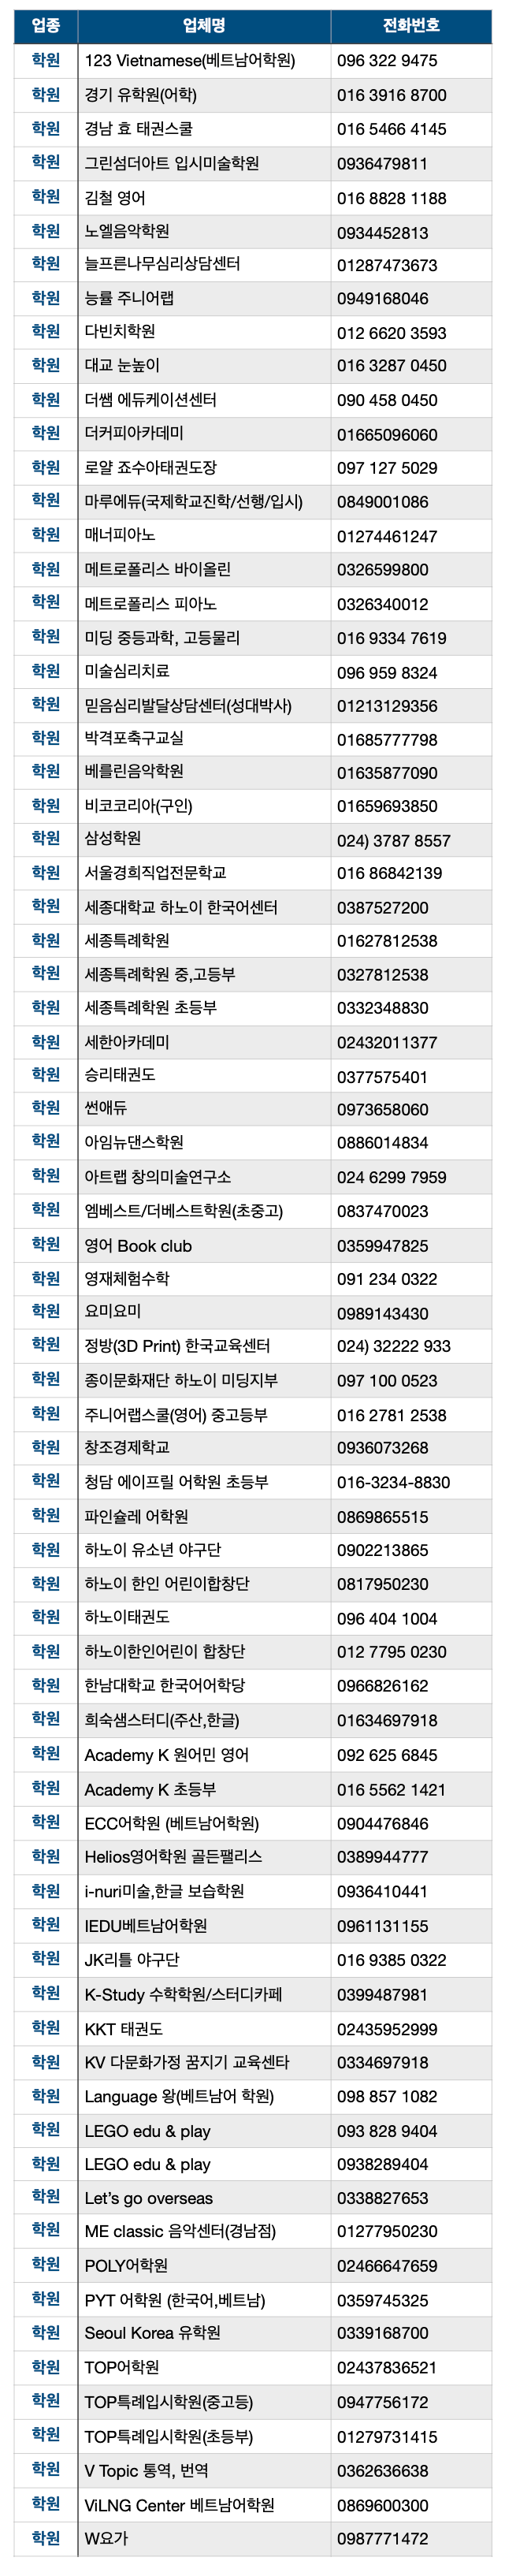 업종 업체명 전화번호
학원 123 Vietnamese(베트남어학원) 096 322 9475
학원 경기 유학원(어학) 016 3916 8700
학원 경남 효 태권스쿨 016 5466 4145
학원 그린섬더아트 입시미술학원 0936479811
학원 김철 영어 016 8828 1188
학원 노엘음악학원 0934452813
학원 늘프른나무심리상담센터 01287473673
학원 능률 주니어랩 0949168046
학원 다빈치학원 012 6620 3593
학원 대교 눈높이 016 3287 0450
학원 더쌤 에듀케이션센터 090 458 0450
학원 더커피아카데미 01665096060
학원 로얄 죠수아태권도장 097 127 5029
학원 마루에듀(국제학교진학/선행/입시) 0849001086
학원 매너피아노 01274461247
학원 메트로폴리스 바이올린 0326599800
학원 메트로폴리스 피아노 0326340012
학원 미딩 중등과학, 고등물리 016 9334 7619
학원 미술심리치료 096 959 8324
학원 믿음심리발달상담센터(성대박사) 01213129356
학원 박격포축구교실 01685777798
학원 베를린음악학원 01635877090
학원 비코코리아(구인) 01659693850
학원 삼성학원 024) 3787 8557
학원 서울경희직업전문학교 016 86842139
학원 세종대학교 하노이 한국어센터 0387527200
학원 세종특례학원 01627812538
학원 세종특례학원 중,고등부 0327812538
학원 세종특례학원 초등부 0332348830
학원 세한아카데미 02432011377
학원 승리태권도 0377575401
학원 썬애듀 0973658060
학원 아임뉴댄스학원 0886014834
학원 아트랩 창의미술연구소 024 6299 7959
학원 엠베스트/더베스트학원(초중고) 0837470023
학원 영어 Book club 0359947825
학원 영재체험수학 091 234 0322
학원 요미요미 0989143430
학원 정방(3D Print) 한국교육센터 024) 32222 933
학원 종이문화재단 하노이 미딩지부 097 100 0523
학원 주니어랩스쿨(영어) 중고등부 016 2781 2538
학원 창조경제학교 0936073268
학원 청담 에이프릴 어학원 초등부 016-3234-8830
학원 파인슐레 어학원 0869865515
학원 하노이 유소년 야구단 0902213865
학원 하노이 한인 어린이합창단 0817950230
학원 하노이태권도 096 404 1004
학원 하노이한인어린이 합창단 012 7795 0230
학원 한남대학교 한국어어학당 0966826162
학원 희숙샘스터디(주산,한글) 01634697918
학원 Academy K 원어민 영어 092 625 6845
학원 Academy K 초등부 016 5562 1421
학원 ECC어학원 (베트남어학원) 0904476846
학원 Helios영어학원 골든팰리스 0389944777
학원 i-nuri미술,한글 보습학원 0936410441
학원 IEDU베트남어학원 0961131155
학원 JK리틀 야구단 016 9385 0322
학원 K-Study 수학학원/스터디카페 0399487981
학원 KKT 태권도 02435952999
학원 KV 다문화가정 꿈지기 교육센타 0334697918
학원 Language 왕(베트남어 학원) 098 857 1082
학원 LEGO edu & play 093 828 9404
학원 LEGO edu & play 0938289404
학원 Let's go overseas 0338827653
학원 ME classic 음악센터(경남점) 01277950230
학원 POLY어학원 02466647659
학원 PYT 어학원 (한국어,베트남) 0359745325
학원 Seoul Korea 유학원 0339168700
학원 TOP어학원 02437836521
학원 TOP특례입시학원(중고등) 0947756172
학원 TOP특례입시학원(초등부) 01279731415
학원 V Topic 통역, 번역 0362636638
학원 ViLNG Center 베트남어학원 0869600300
학원 W요가 0987771472